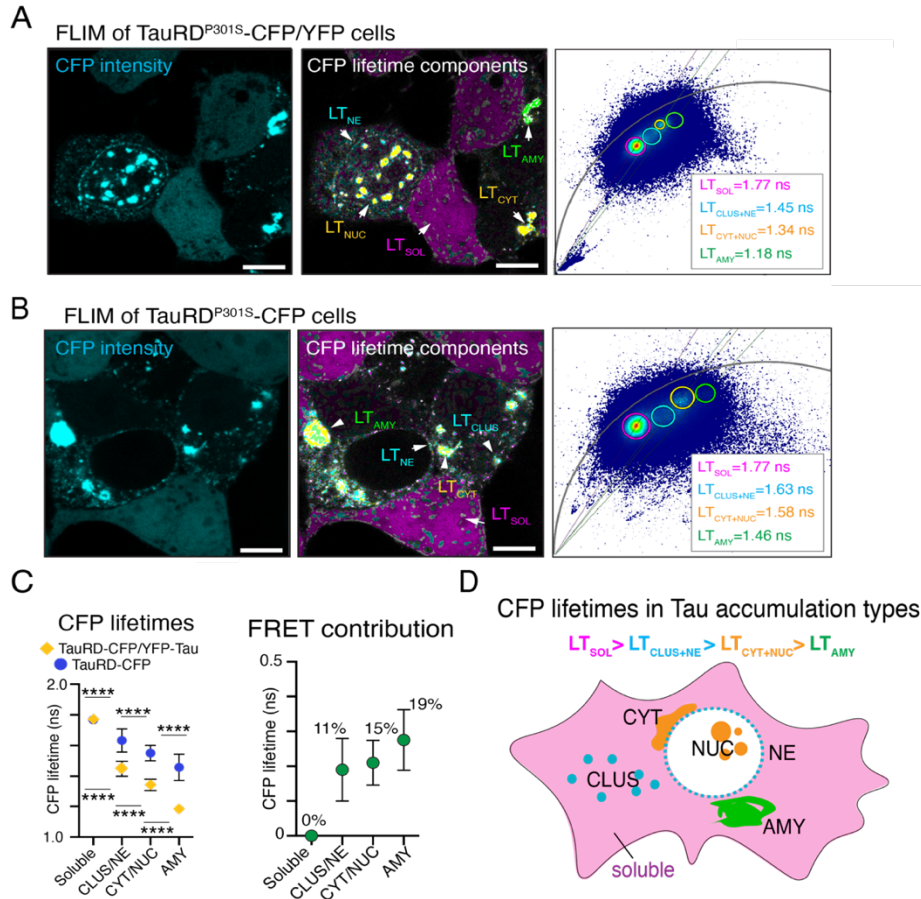 A
FLIM of TauRDP301S-CFP/YFP cells
CFP intensity
CFP lifetime components
LTNE
LTAMY
LTCYT
LTNUC
LTSOL
LTSOL=1.77 ns
LTCLUS+NE=1.45 ns
LTCYT+NUC=1.34 ns
LTAMY=1.18 ns
B
FLIM of TauRDP301S-CFP cells
CFP intensity
CFP lifetime components
LTAMY
LTCLUS
LTNE
LTCYT
LTSOL
LTSOL=1.77 ns
LTCLUS+NE=1.63 ns
LTCYT+NUC=1.58 ns
LTAMY=1.46 ns
C
CFP lifetimes
TauRD-CFP/YFP-Tau
TauRD-CFP
CFP lifetime (ns)
2.0
1.0
****
****
****
****
****
****
Soluble
CLUS/NE
CYT/NUC
AMY
FRET contribution
CFP lifetime (ns)
0.5
0
0%
11%
15%
19%
Soluble
CLUS/NE
CYT/NUC
AMY
D
CFP lifetimes in Tau accumulation types
LTSOL> LTCLUS+NE> LTCYT+NUC> LTAMY
CYT
NUC
NE
CLUS
AMY
soluble